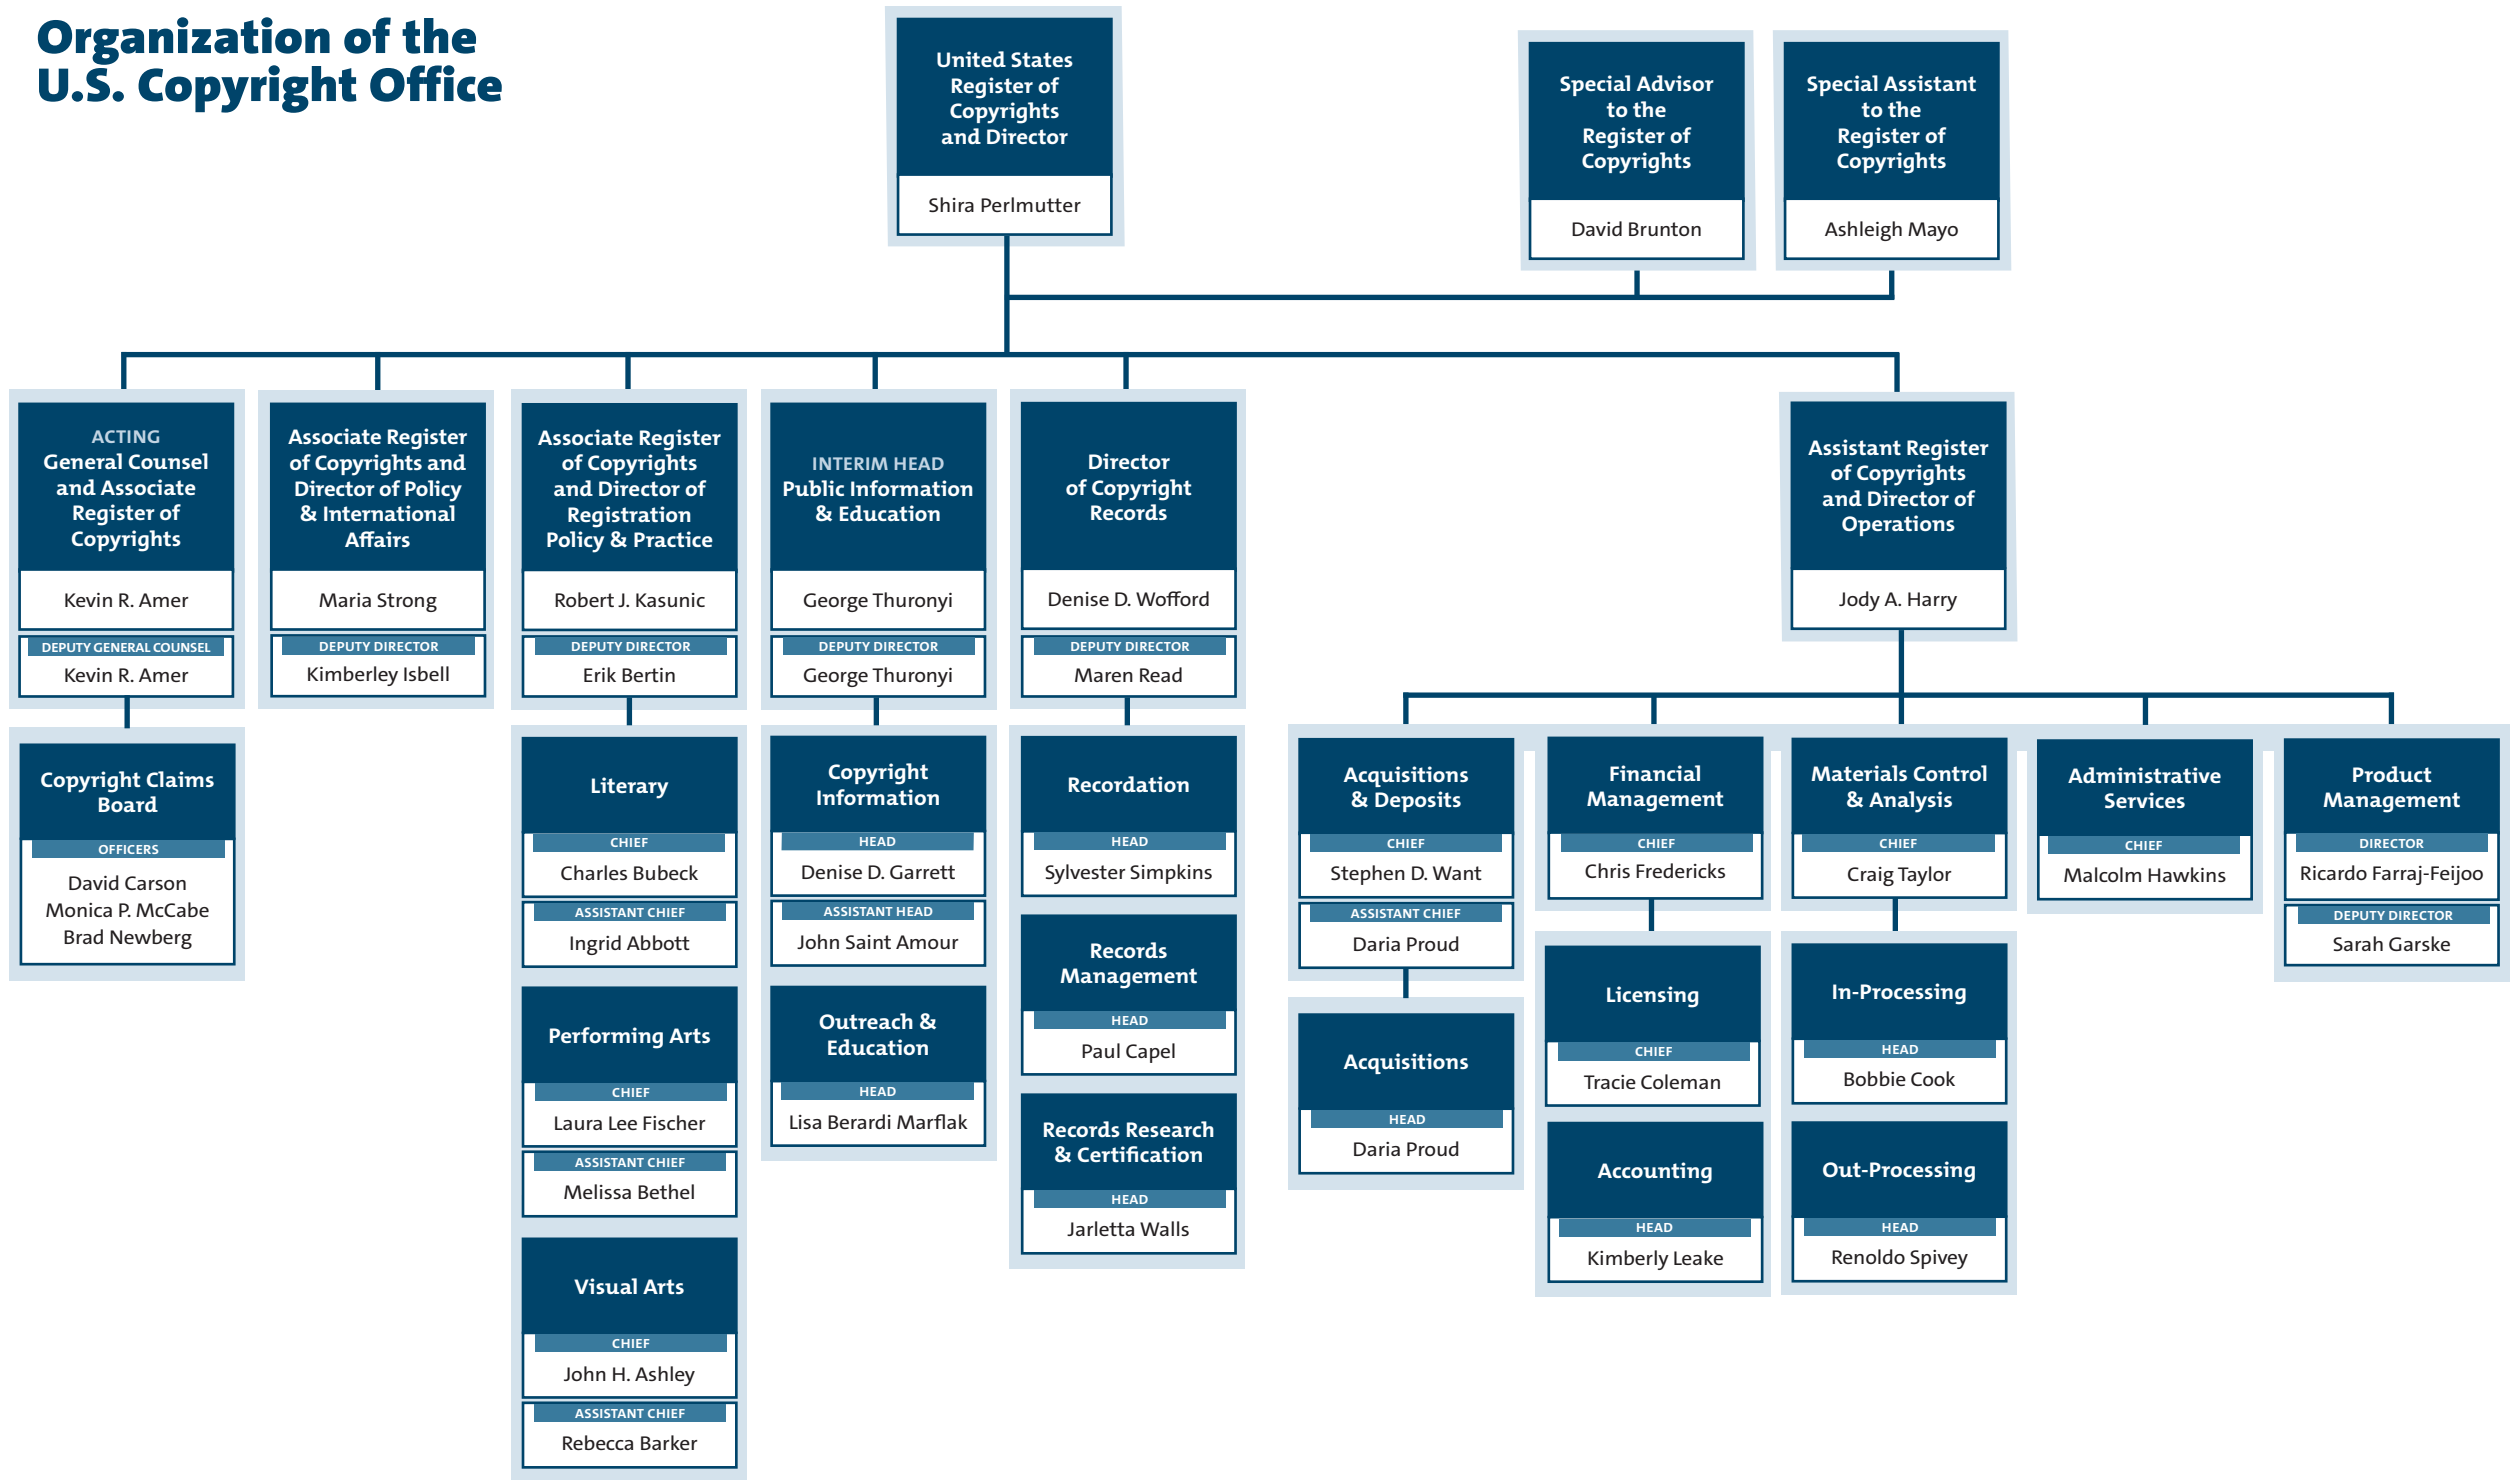 Organization of the
U.S. Copyright Office
United States
Register of
Copyrights
and Director
Shira Perlmutter
Special Advisor
to the
Register of
Copyrights
David Brunton
Special Assistant
to the
Register of
Copyrights
Ashleigh Mayo
ACTING
General Counsel
and Associate
Register of
Copyrights
Kevin R. Amer
DEPUTY GENERAL COUNSEL
Kevin R. Amer
Copyright Claims
Board
OFFICERS
David Carson
Monica P. McCabe
Brad Newberg
Associate Register
of Copyrights and
Director of Policy
& International
Affairs
Maria Strong
DEPUTY DIRECTOR
Kimberley Isbell
Associate Register
of Copyrights
and Director of
Registration
Policy & Practice
Robert J. Kasunic
DEPUTY DIRECTOR
Erik Bertin
Literary
CHIEF
Charles Bubeck
ASSISTANT CHIEF
Ingrid Abbott
Performing Arts
CHIEF
Laura Lee Fischer
ASSISTANT CHIEF
Melissa Bethel
Visual Arts
CHIEF
John H. Ashley
ASSISTANT CHIEF
Rebecca Barker
INTERIM HEAD
Public Information
& Education
George Thuronyi
DEPUTY DIRECTOR
George Thuronyi
Copyright
Information
HEAD
Denise D. Garrett
ASSISTANT HEAD
John Saint Amour
Outreach &
Education
HEAD
Lisa Berardi Marflak
Director
of Copyright
Records
Denise D. Wofford
DEPUTY DIRECTOR
Maren Read
Recordation
HEAD
Sylvester Simpkins
Records
Management
HEAD
Paul Capel
Records Research
& Certification
HEAD
Jarletta Walls
Assistant Register
of Copyrights
and Director of
Operations
Jody A. Harry
Acquisitions
& Deposits
CHIEF
Stephen D. Want
ASSISTANT CHIEF
Daria Proud
Acquisitions
HEAD
Daria Proud
Financial
Management
CHIEF
Chris Fredericks
Licensing
CHIEF
Tracie Coleman
Accounting
HEAD
Kimberly Leake
Materials Control
& Analysis
CHIEF
Craig Taylor
In-Processing
HEAD
Bobbie Cook
Out-Processing
HEAD
Renoldo Spivey
Administrative
Services
CHIEF
Malcolm Hawkins
Product
Management
DIRECTOR
Ricardo Farraj-Feijoo
DEPUTY DIRECTOR
Sarah Garske